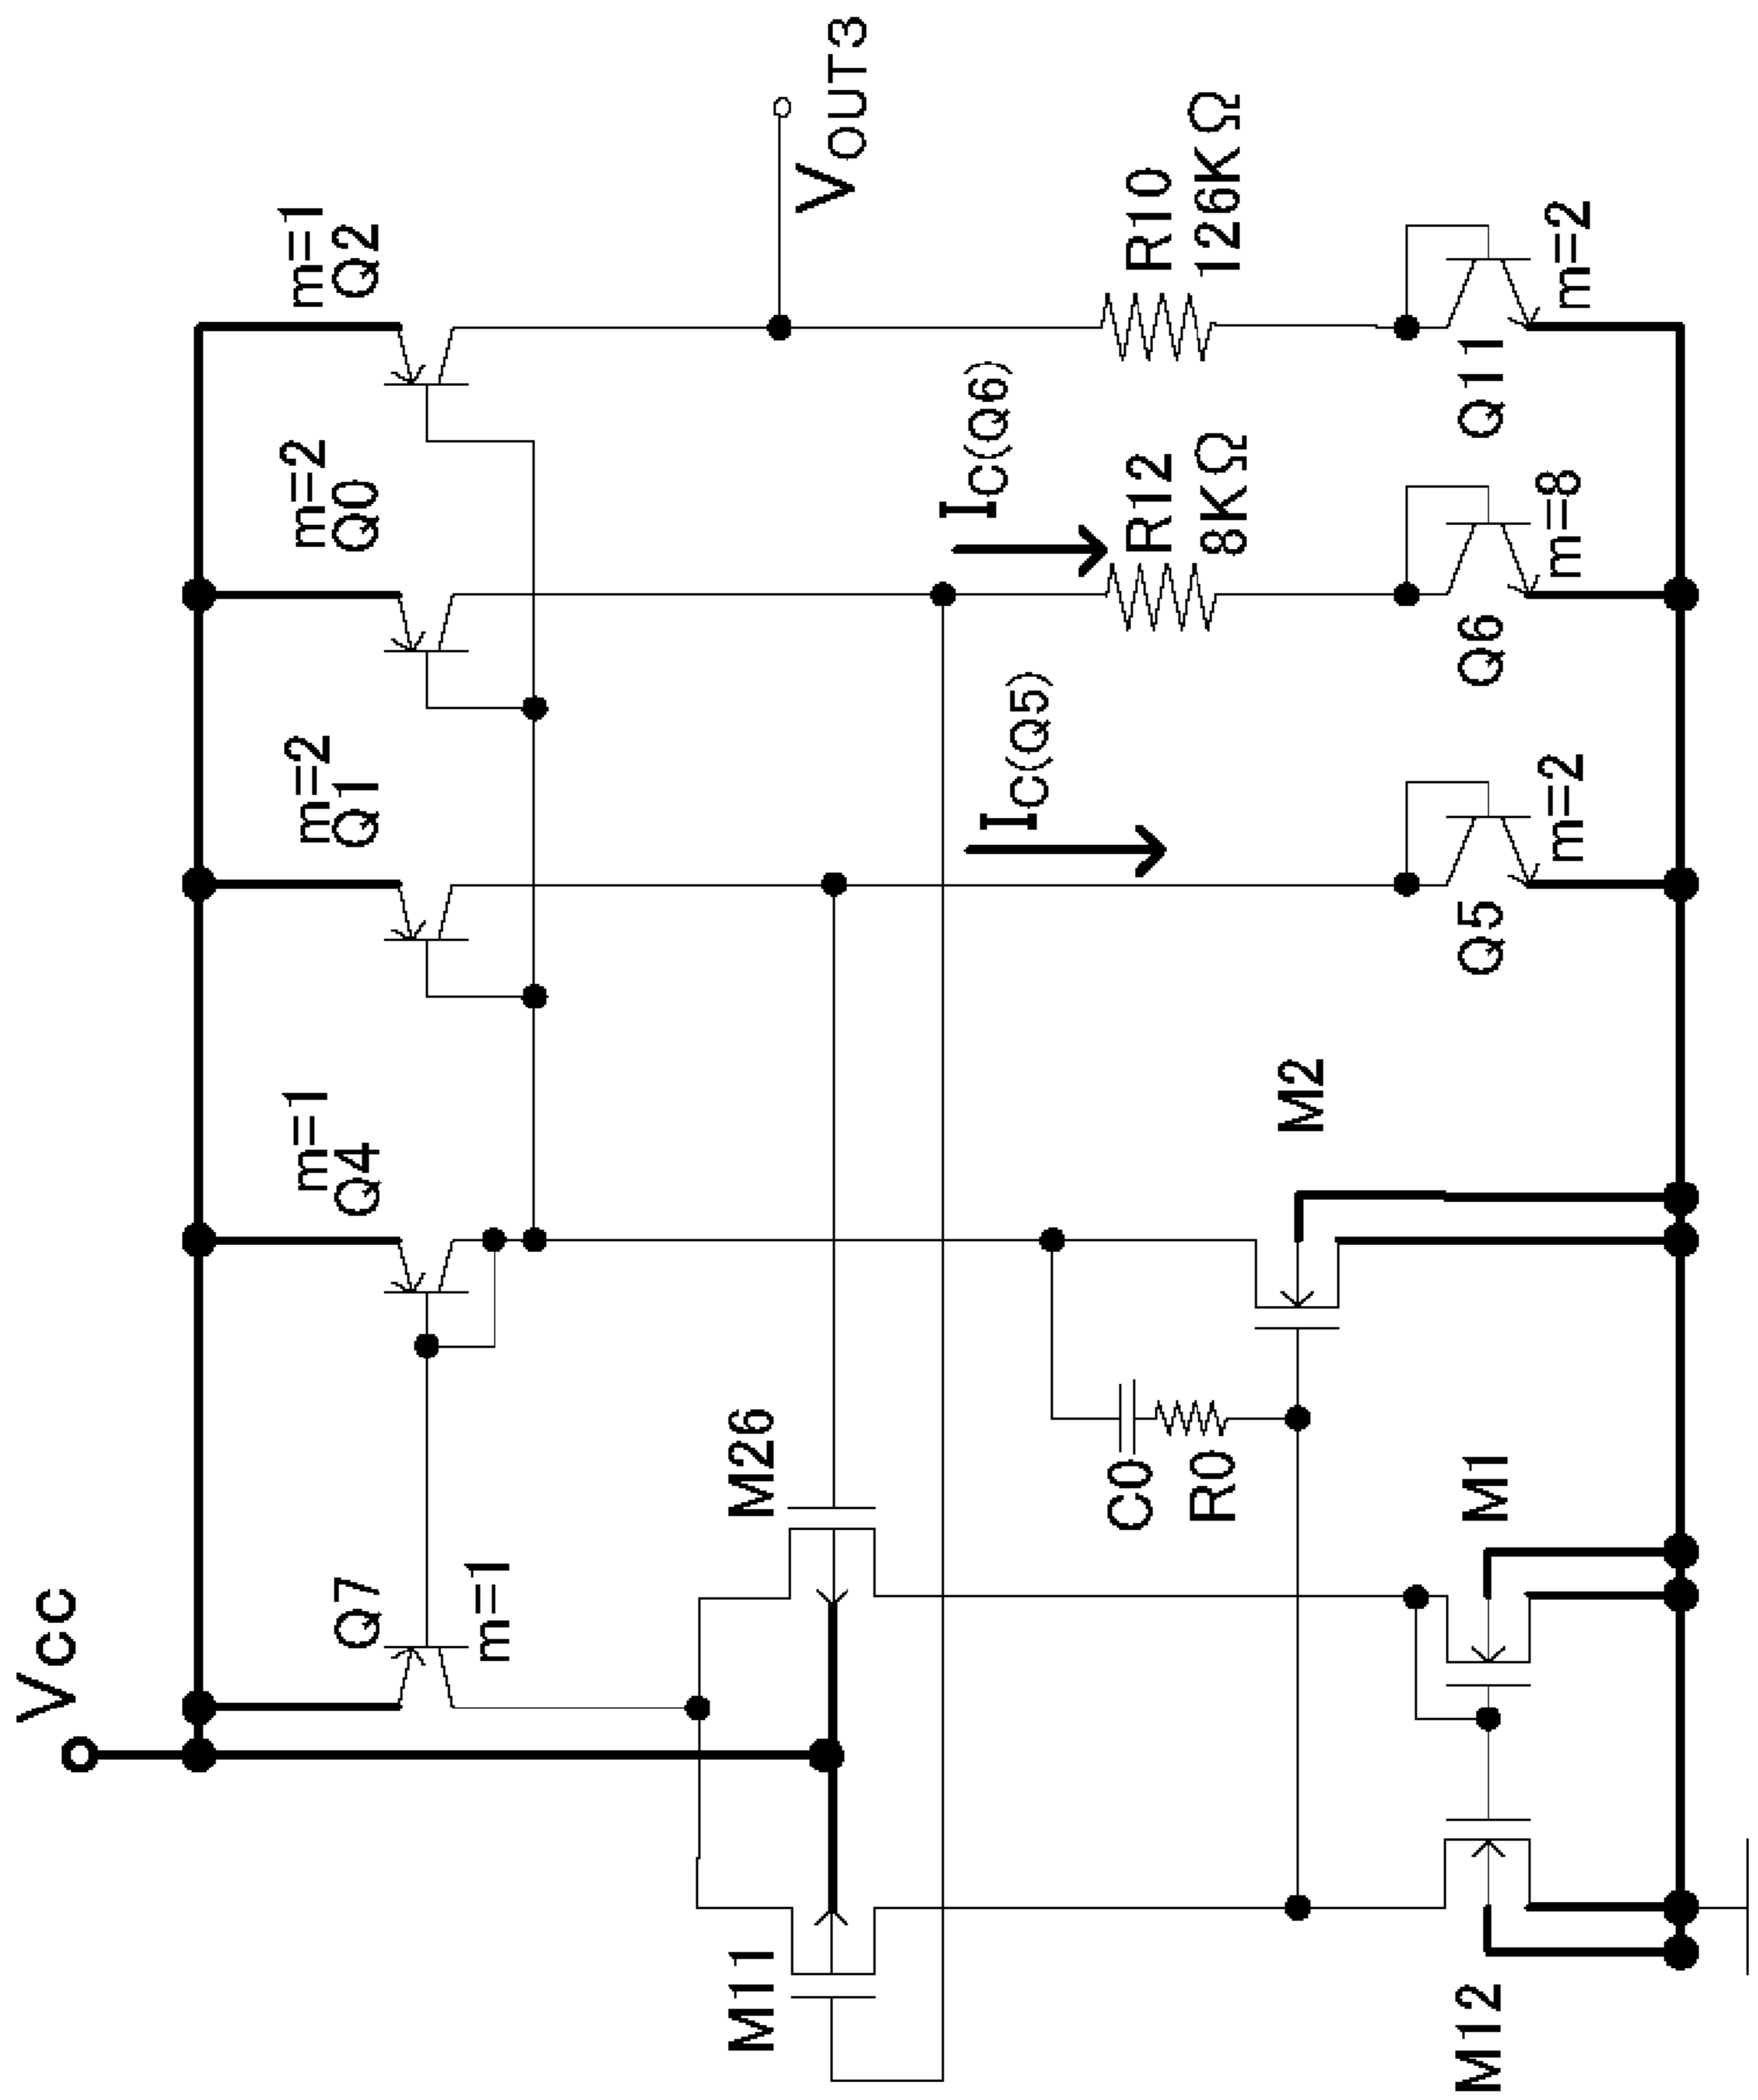 Vcc
Q7
m=1
m=1
Q4
m=2
Q1
m=2
Q0
m=1
Q2
M11
M26
VOUT3
IC(Q5)
IC(Q6)
C0
R0
M2
R12
8KΩ
R10
126KΩ
M12
M1
Q5
m=2
Q6
m=8
Q11
m=2